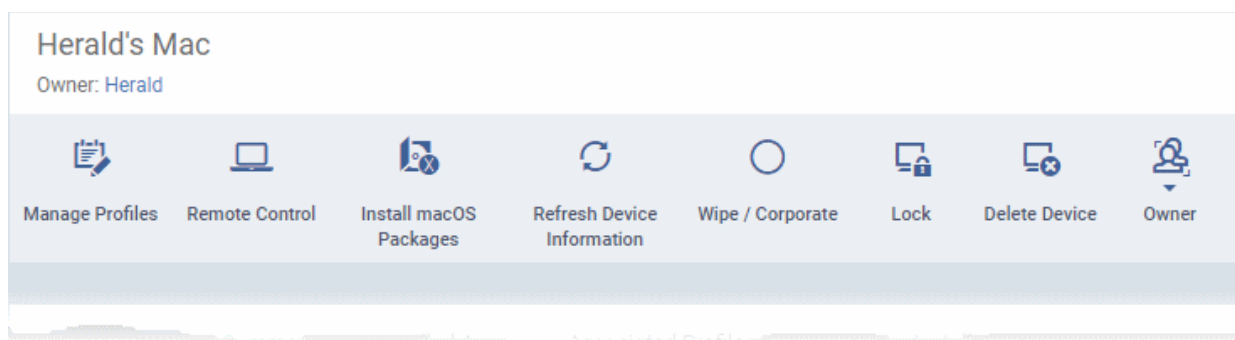 Herald's Mac
Owner: Herald
Manage Profiles Remote Control Install macOS Packages Refresh Device Information Wipe / Corporate Lock Delete Device Owner